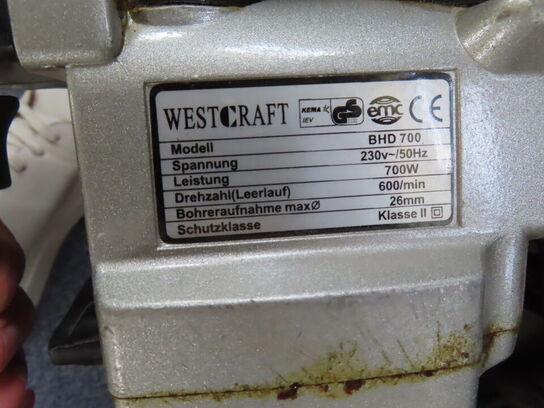 WESTCRAFT KEMA IEV GS emc CE
Modell BHD 700
Spannung 230v~/50Hz
Leistung 700W
Drehzahl(Leerlauf) 600/min
Bohreraufnahme maxØ 26mm
Schutzklasse Klasse II